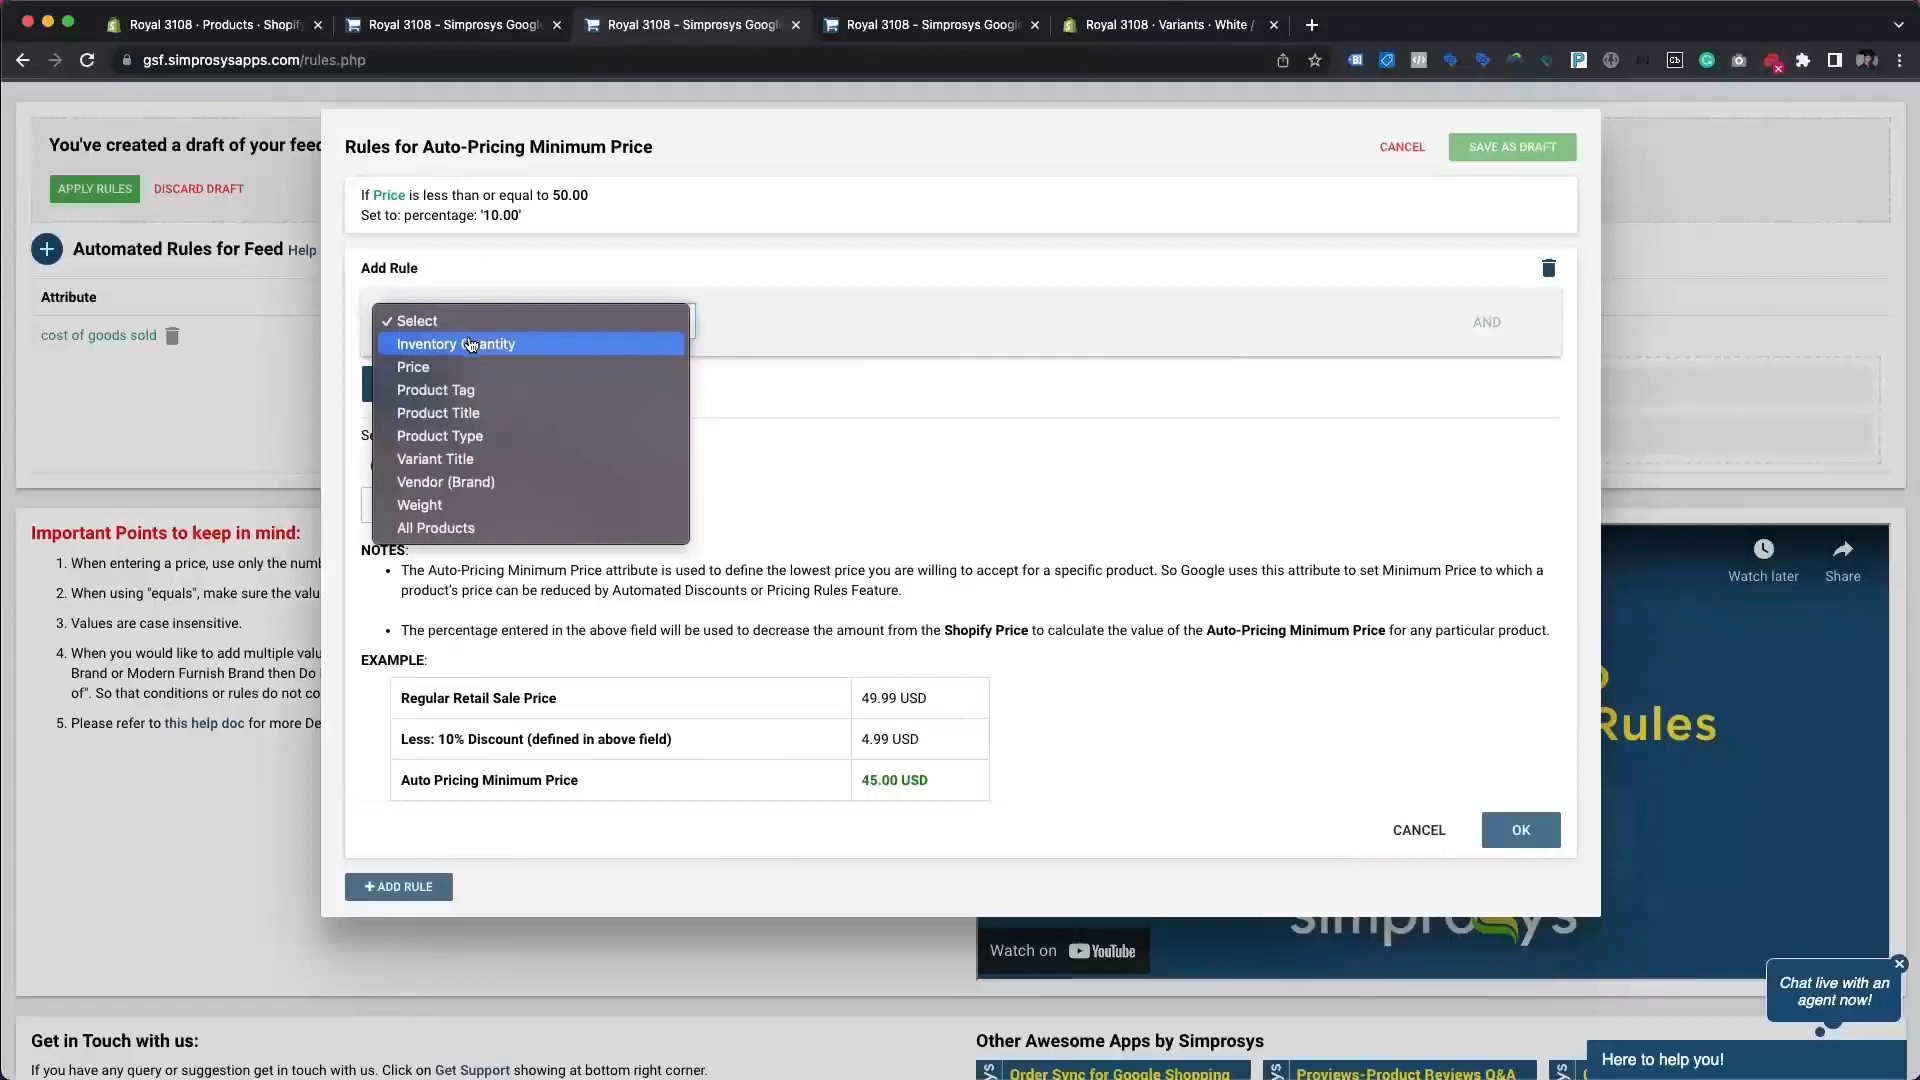 Royal 3108 · Products · Shopif
Royal 3108 - Simprosys Googl
Royal 3108 - Simprosys Googl
Royal 3108 - Simprosys Googl
Royal 3108 · Variants · White /
gsf.simprosysapps.com/rules.php
You've created a draft of your feed
APPLY RULES
DISCARD DRAFT
Automated Rules for Feed Help
Attribute
cost of goods sold
Rules for Auto-Pricing Minimum Price
CANCEL
SAVE AS DRAFT
If Price is less than or equal to 50.00
Set to: percentage: '10.00'
Add Rule
✓ Select
AND
Inventory Quantity
Price
Product Tag
Product Title
Product Type
Variant Title
Vendor (Brand)
Weight
All Products
NOTES:
• The Auto-Pricing Minimum Price attribute is used to define the lowest price you are willing to accept for a specific product. So Google uses this attribute to set Minimum Price to which a
product's price can be reduced by Automated Discounts or Pricing Rules Feature.
• The percentage entered in the above field will be used to decrease the amount from the Shopify Price to calculate the value of the Auto-Pricing Minimum Price for any particular product.
EXAMPLE:
Regular Retail Sale Price 49.99 USD
Less: 10% Discount (defined in above field) 4.99 USD
Auto Pricing Minimum Price 45.00 USD
CANCEL
OK
+ ADD RULE
Important Points to keep in mind:
1. When entering a price, use only the numb
2. When using "equals", make sure the valu
3. Values are case insensitive.
4. When you would like to add multiple valu
Brand or Modern Furnish Brand then Do
of". So that conditions or rules do not co
5. Please refer to this help doc for more De
Watch later
Share
Rules
simprosys
Watch on YouTube
Chat live with an
agent now!
Get in Touch with us:
If you have any query or suggestion get in touch with us. Click on Get Support showing at bottom right corner.
Other Awesome Apps by Simprosys
Order Sync for Google Shopping
Proviews-Product Reviews Q&A
Here to help you!